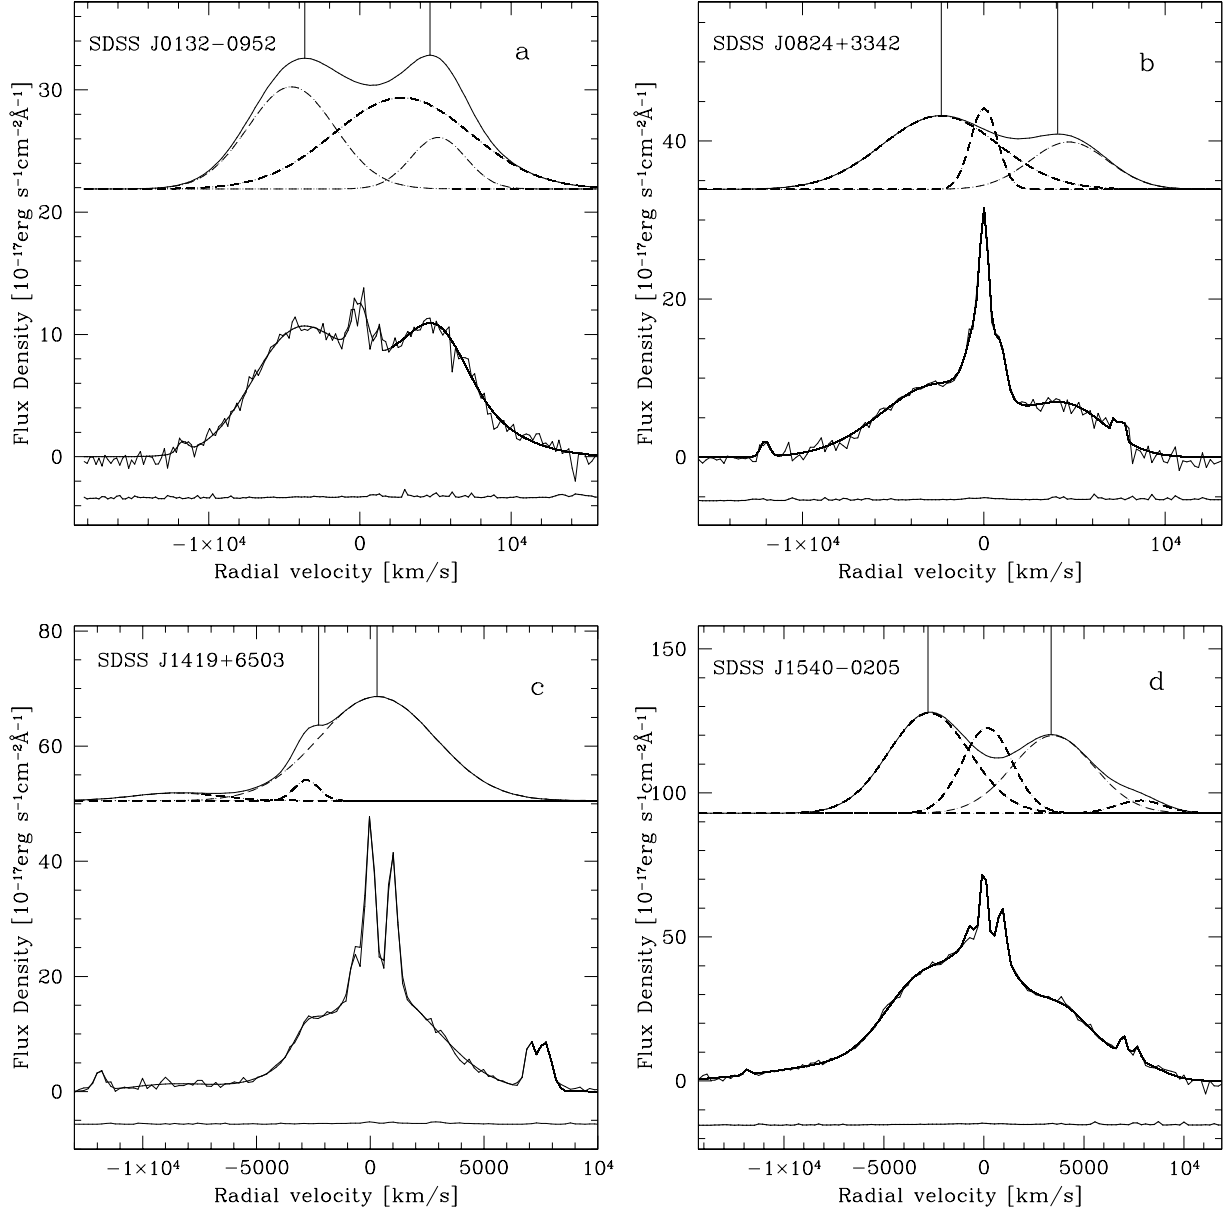 SDSS J0132−0952
a
30
20
10
0
Flux Density [10⁻¹⁷erg s⁻¹cm⁻²Å⁻¹]
−1×10⁴ 0 10⁴
Radial velocity [km/s]
SDSS J0824+3342
b
40
20
0
Flux Density [10⁻¹⁷erg s⁻¹cm⁻²Å⁻¹]
−1×10⁴ 0 10⁴
Radial velocity [km/s]
SDSS J1419+6503
c
80
60
40
20
0
Flux Density [10⁻¹⁷erg s⁻¹cm⁻²Å⁻¹]
−1×10⁴ −5000 0 5000 10⁴
Radial velocity [km/s]
SDSS J1540−0205
d
150
100
50
0
Flux Density [10⁻¹⁷erg s⁻¹cm⁻²Å⁻¹]
−1×10⁴ −5000 0 5000 10⁴
Radial velocity [km/s]